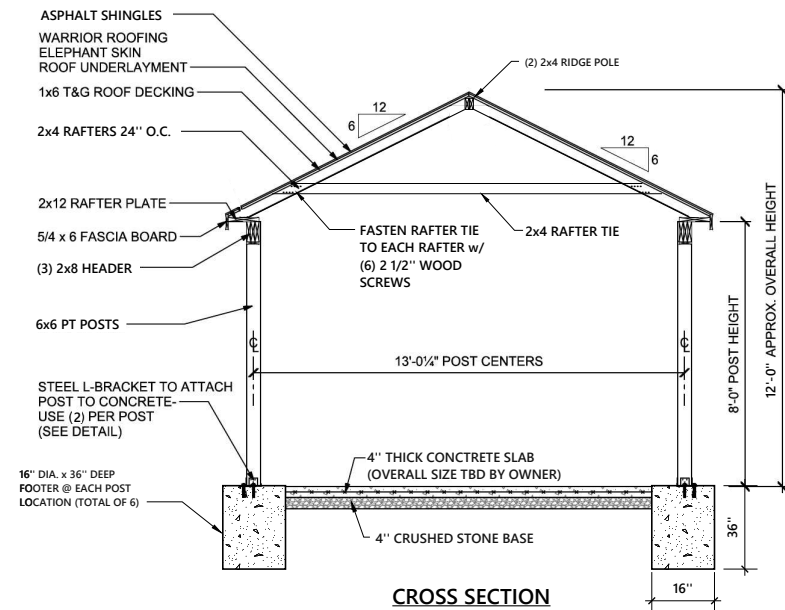 ASPHALT SHINGLES
WARRIOR ROOFING
ELEPHANT SKIN
ROOF UNDERLAYMENT
1x6 T&G ROOF DECKING
2x4 RAFTERS 24" O.C.
2x12 RAFTER PLATE
5/4 x 6 FASCIA BOARD
(3) 2x8 HEADER
6x6 PT POSTS
STEEL L-BRACKET TO ATTACH
POST TO CONCRETE-
USE (2) PER POST
(SEE DETAIL)
16" DIA. x 36" DEEP
FOOTER @ EACH POST
LOCATION (TOTAL OF 6)
(2) 2x4 RIDGE POLE
12
6
12
6
FASTEN RAFTER TIE
TO EACH RAFTER w/
(6) 2 1/2" WOOD
SCREWS
2x4 RAFTER TIE
℄
℄
13'-0¼" POST CENTERS
4" THICK CONCRETE SLAB
(OVERALL SIZE TBD BY OWNER)
4" CRUSHED STONE BASE
8'-0" POST HEIGHT
12'-0" APPROX. OVERALL HEIGHT
36"
16"
CROSS SECTION